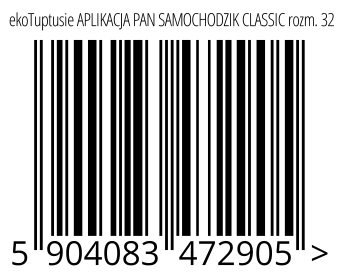 ekoTuptusie APLIKACJA PAN SAMOCHODZIK CLASSIC rozm. 32
5 904083 472905 >